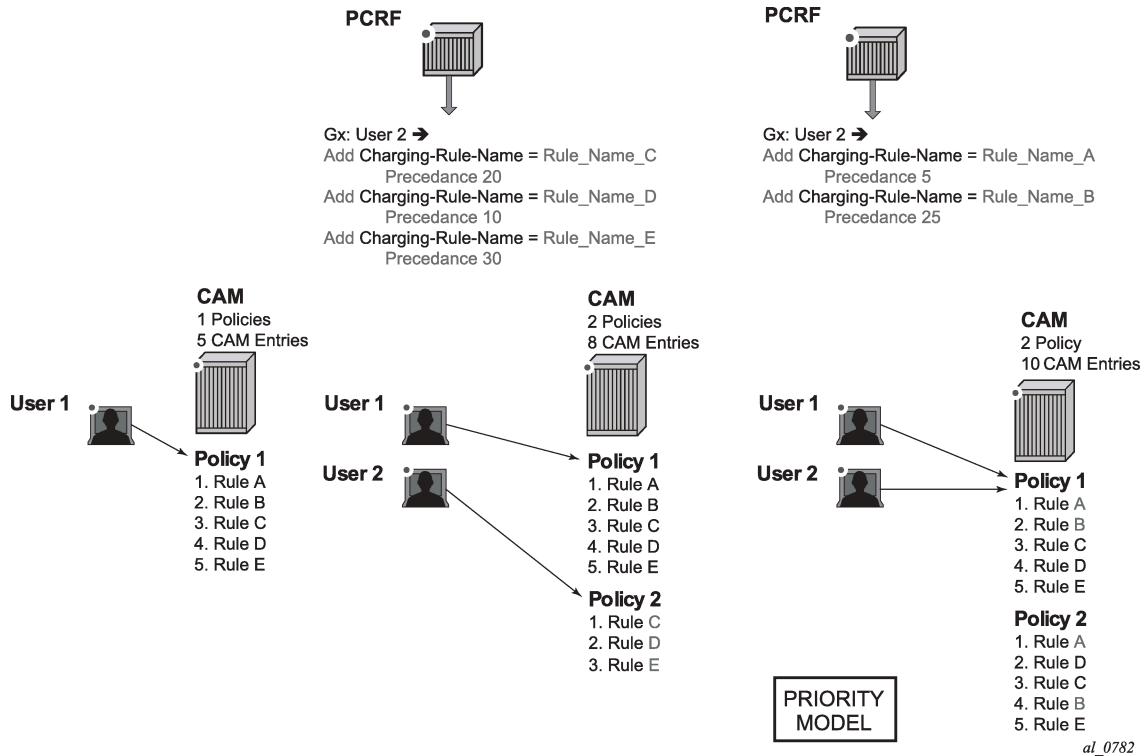 PCRF
Gx: User 2 ➔
Add Charging-Rule-Name = Rule_Name_C
Precedance 20
Add Charging-Rule-Name = Rule_Name_D
Precedance 10
Add Charging-Rule-Name = Rule_Name_E
Precedance 30
PCRF
Gx: User 2 ➔
Add Charging-Rule-Name = Rule_Name_A
Precedance 5
Add Charging-Rule-Name = Rule_Name_B
Precedance 25
CAM
1 Policies
5 CAM Entries
User 1
Policy 1
1. Rule A
2. Rule B
3. Rule C
4. Rule D
5. Rule E
CAM
2 Policies
8 CAM Entries
User 1
User 2
Policy 1
1. Rule A
2. Rule B
3. Rule C
4. Rule D
5. Rule E
Policy 2
1. Rule C
2. Rule D
3. Rule E
CAM
2 Policy
10 CAM Entries
User 1
User 2
Policy 1
1. Rule A
2. Rule B
3. Rule C
4. Rule D
5. Rule E
Policy 2
1. Rule A
2. Rule D
3. Rule C
4. Rule B
5. Rule E
PRIORITY
MODEL
al_0782